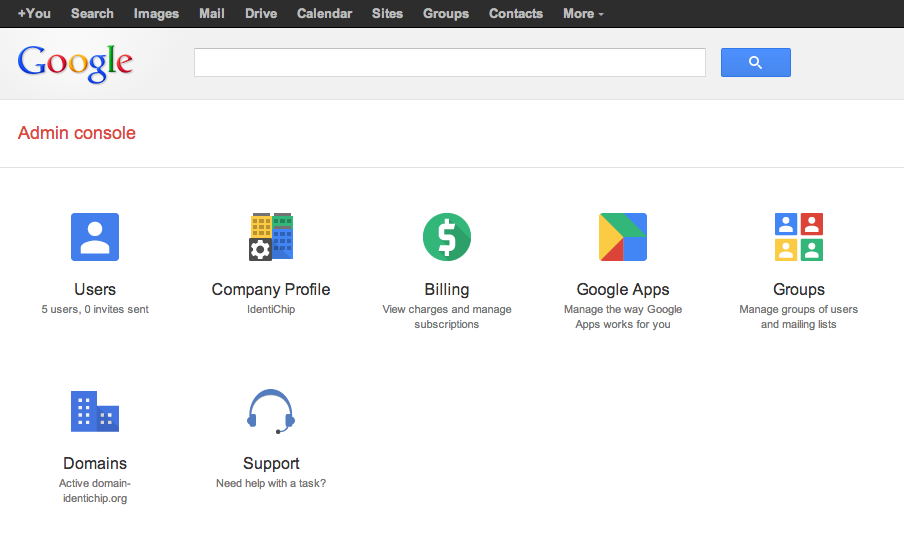 +You Search Images Mail Drive Calendar Sites Groups Contacts More
Google
Admin console
Users
5 users, 0 invites sent
Company Profile
IdentiChip
Billing
View charges and manage
subscriptions
Google Apps
Manage the way Google
Apps works for you
Groups
Manage groups of users
and mailing lists
Domains
Active domain-
identichip.org
Support
Need help with a task?